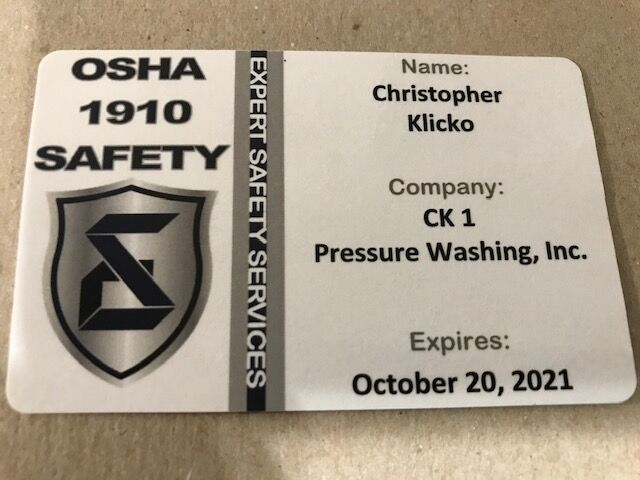 OSHA
1910
SAFETY
EXPERT SAFETY SERVICES
Name:
Christopher
Klicko
Company:
CK 1
Pressure Washing, Inc.
Expires:
October 20, 2021